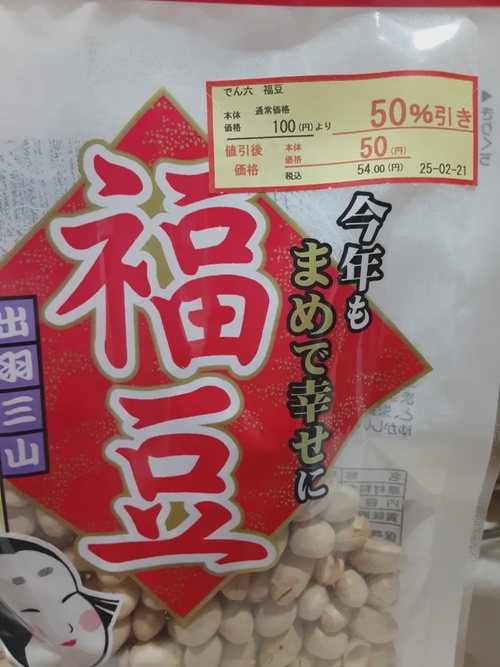 でん六 福豆
本体価格 通常価格 100(円)より 50%引き
値引後価格 本体価格 50(円)
税込 54.00(円) 25-02-21
今年も
まめで幸せに
福豆
出羽三山